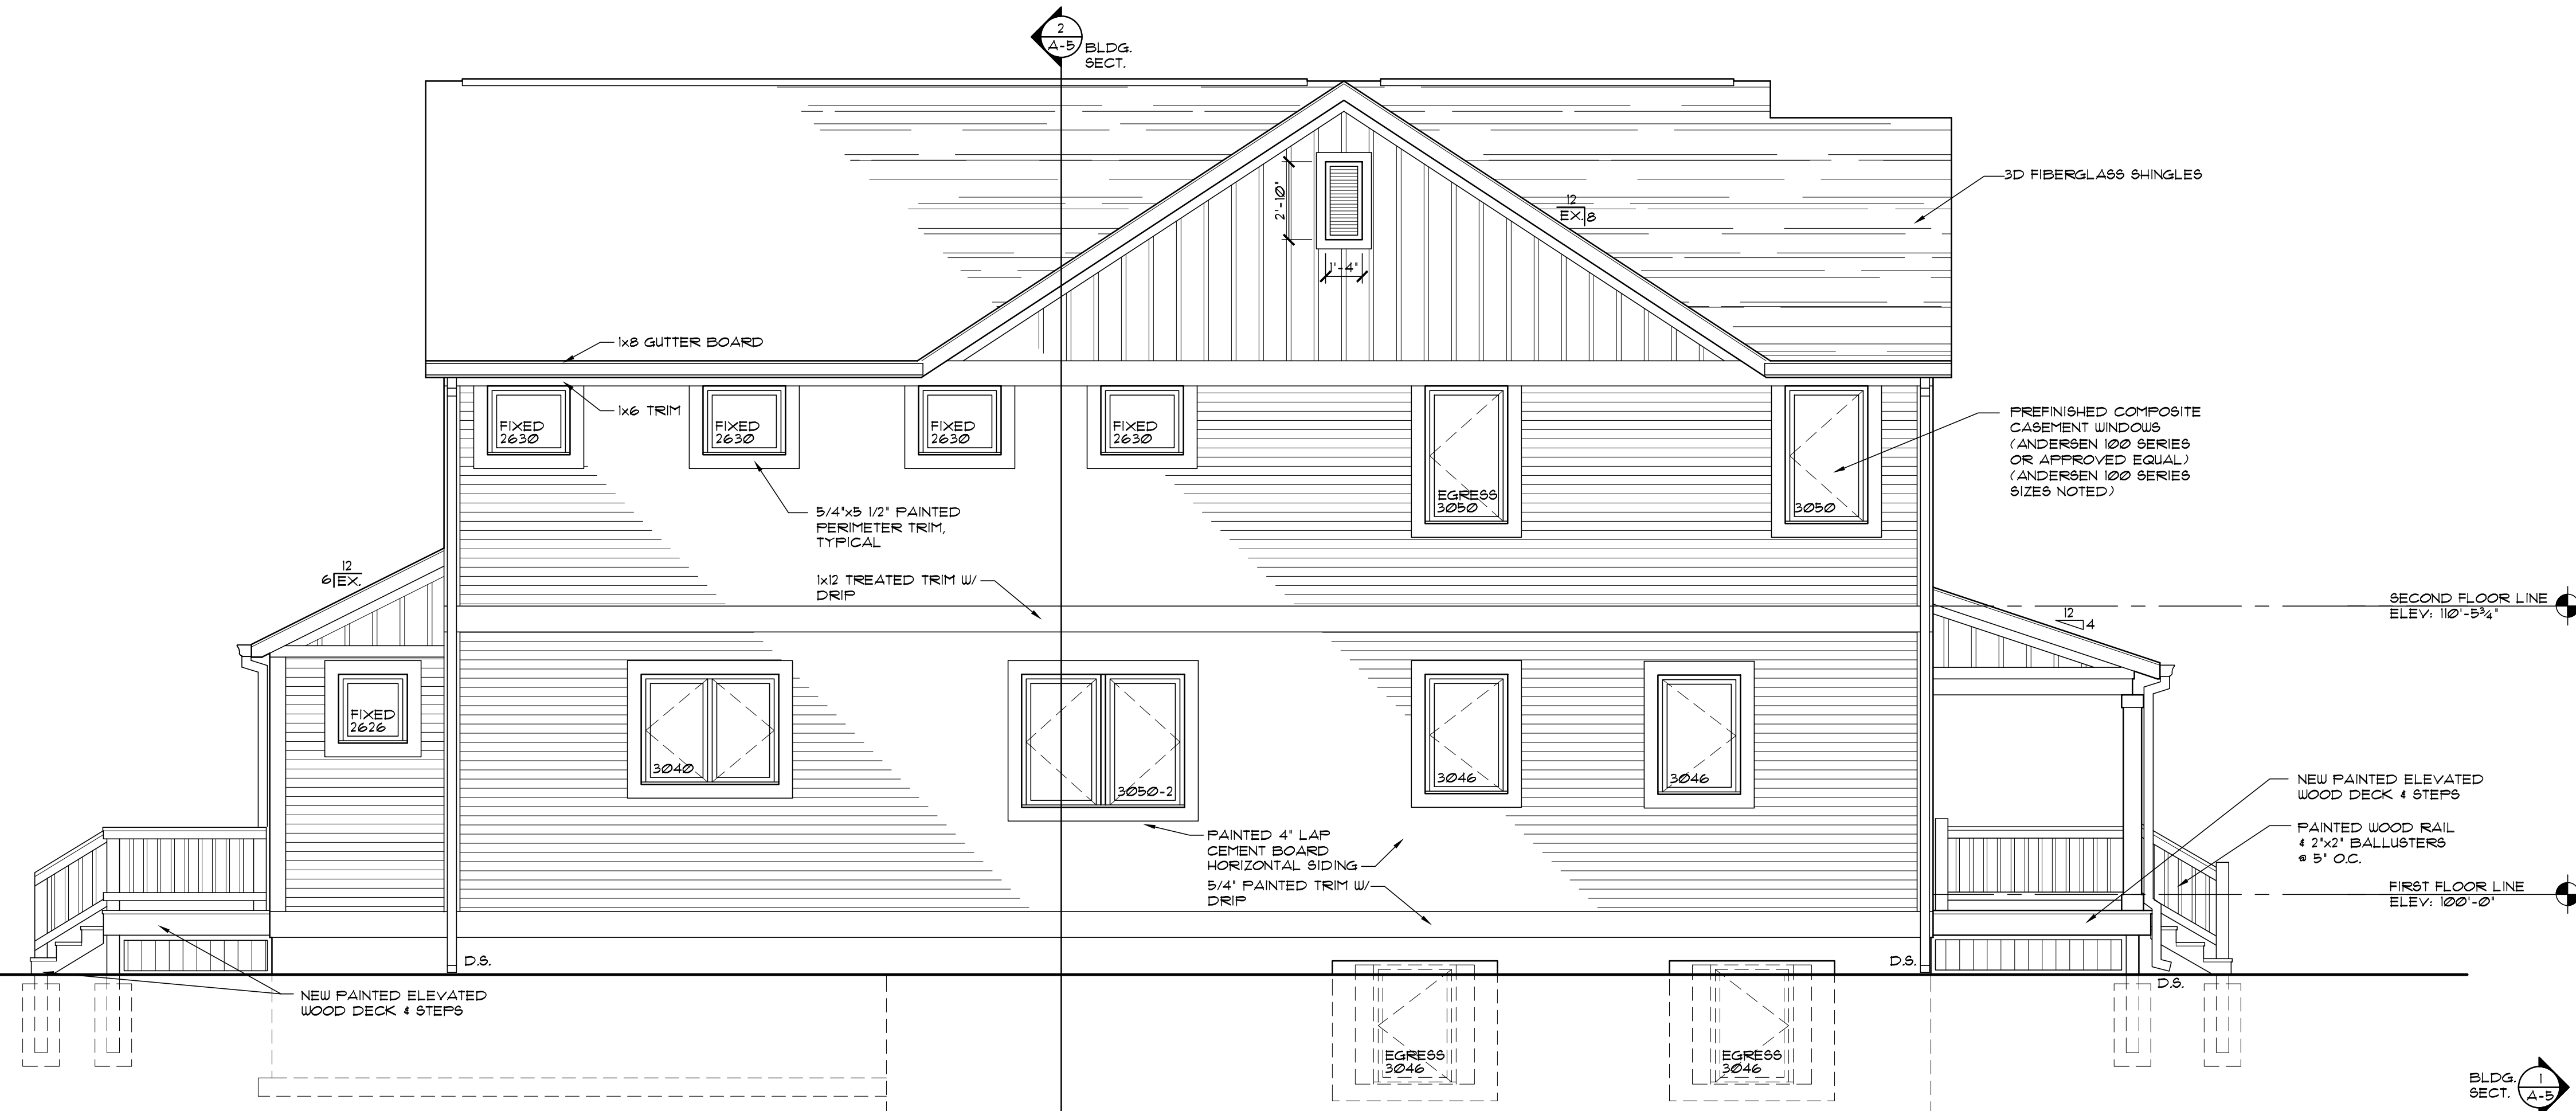 2
A-5
BLDG.
SECT.
3D FIBERGLASS SHINGLES
2'-10"
12
EX.
8
1'-4"
1x8 GUTTER BOARD
1x6 TRIM
FIXED
2630
FIXED
2630
FIXED
2630
FIXED
2630
EGRESS
3050
3050
PREFINISHED COMPOSITE
CASEMENT WINDOWS
(ANDERSEN 100 SERIES
OR APPROVED EQUAL)
(ANDERSEN 100 SERIES
SIZES NOTED)
5/4"x5 1/2" PAINTED
PERIMETER TRIM,
TYPICAL
12
6
EX.
1x12 TREATED TRIM W/
DRIP
SECOND FLOOR LINE
ELEV: 110'-5¾"
12
4
FIXED
2626
3040
3050-2
3046
3046
NEW PAINTED ELEVATED
WOOD DECK & STEPS
PAINTED 4" LAP
CEMENT BOARD
HORIZONTAL SIDING
PAINTED WOOD RAIL
& 2"x2" BALLUSTERS
@ 5" O.C.
5/4" PAINTED TRIM W/
DRIP
FIRST FLOOR LINE
ELEV: 100'-0"
D.S.
D.S.
D.S.
NEW PAINTED ELEVATED
WOOD DECK & STEPS
EGRESS
3046
EGRESS
3046
BLDG.
SECT.
1
A-5